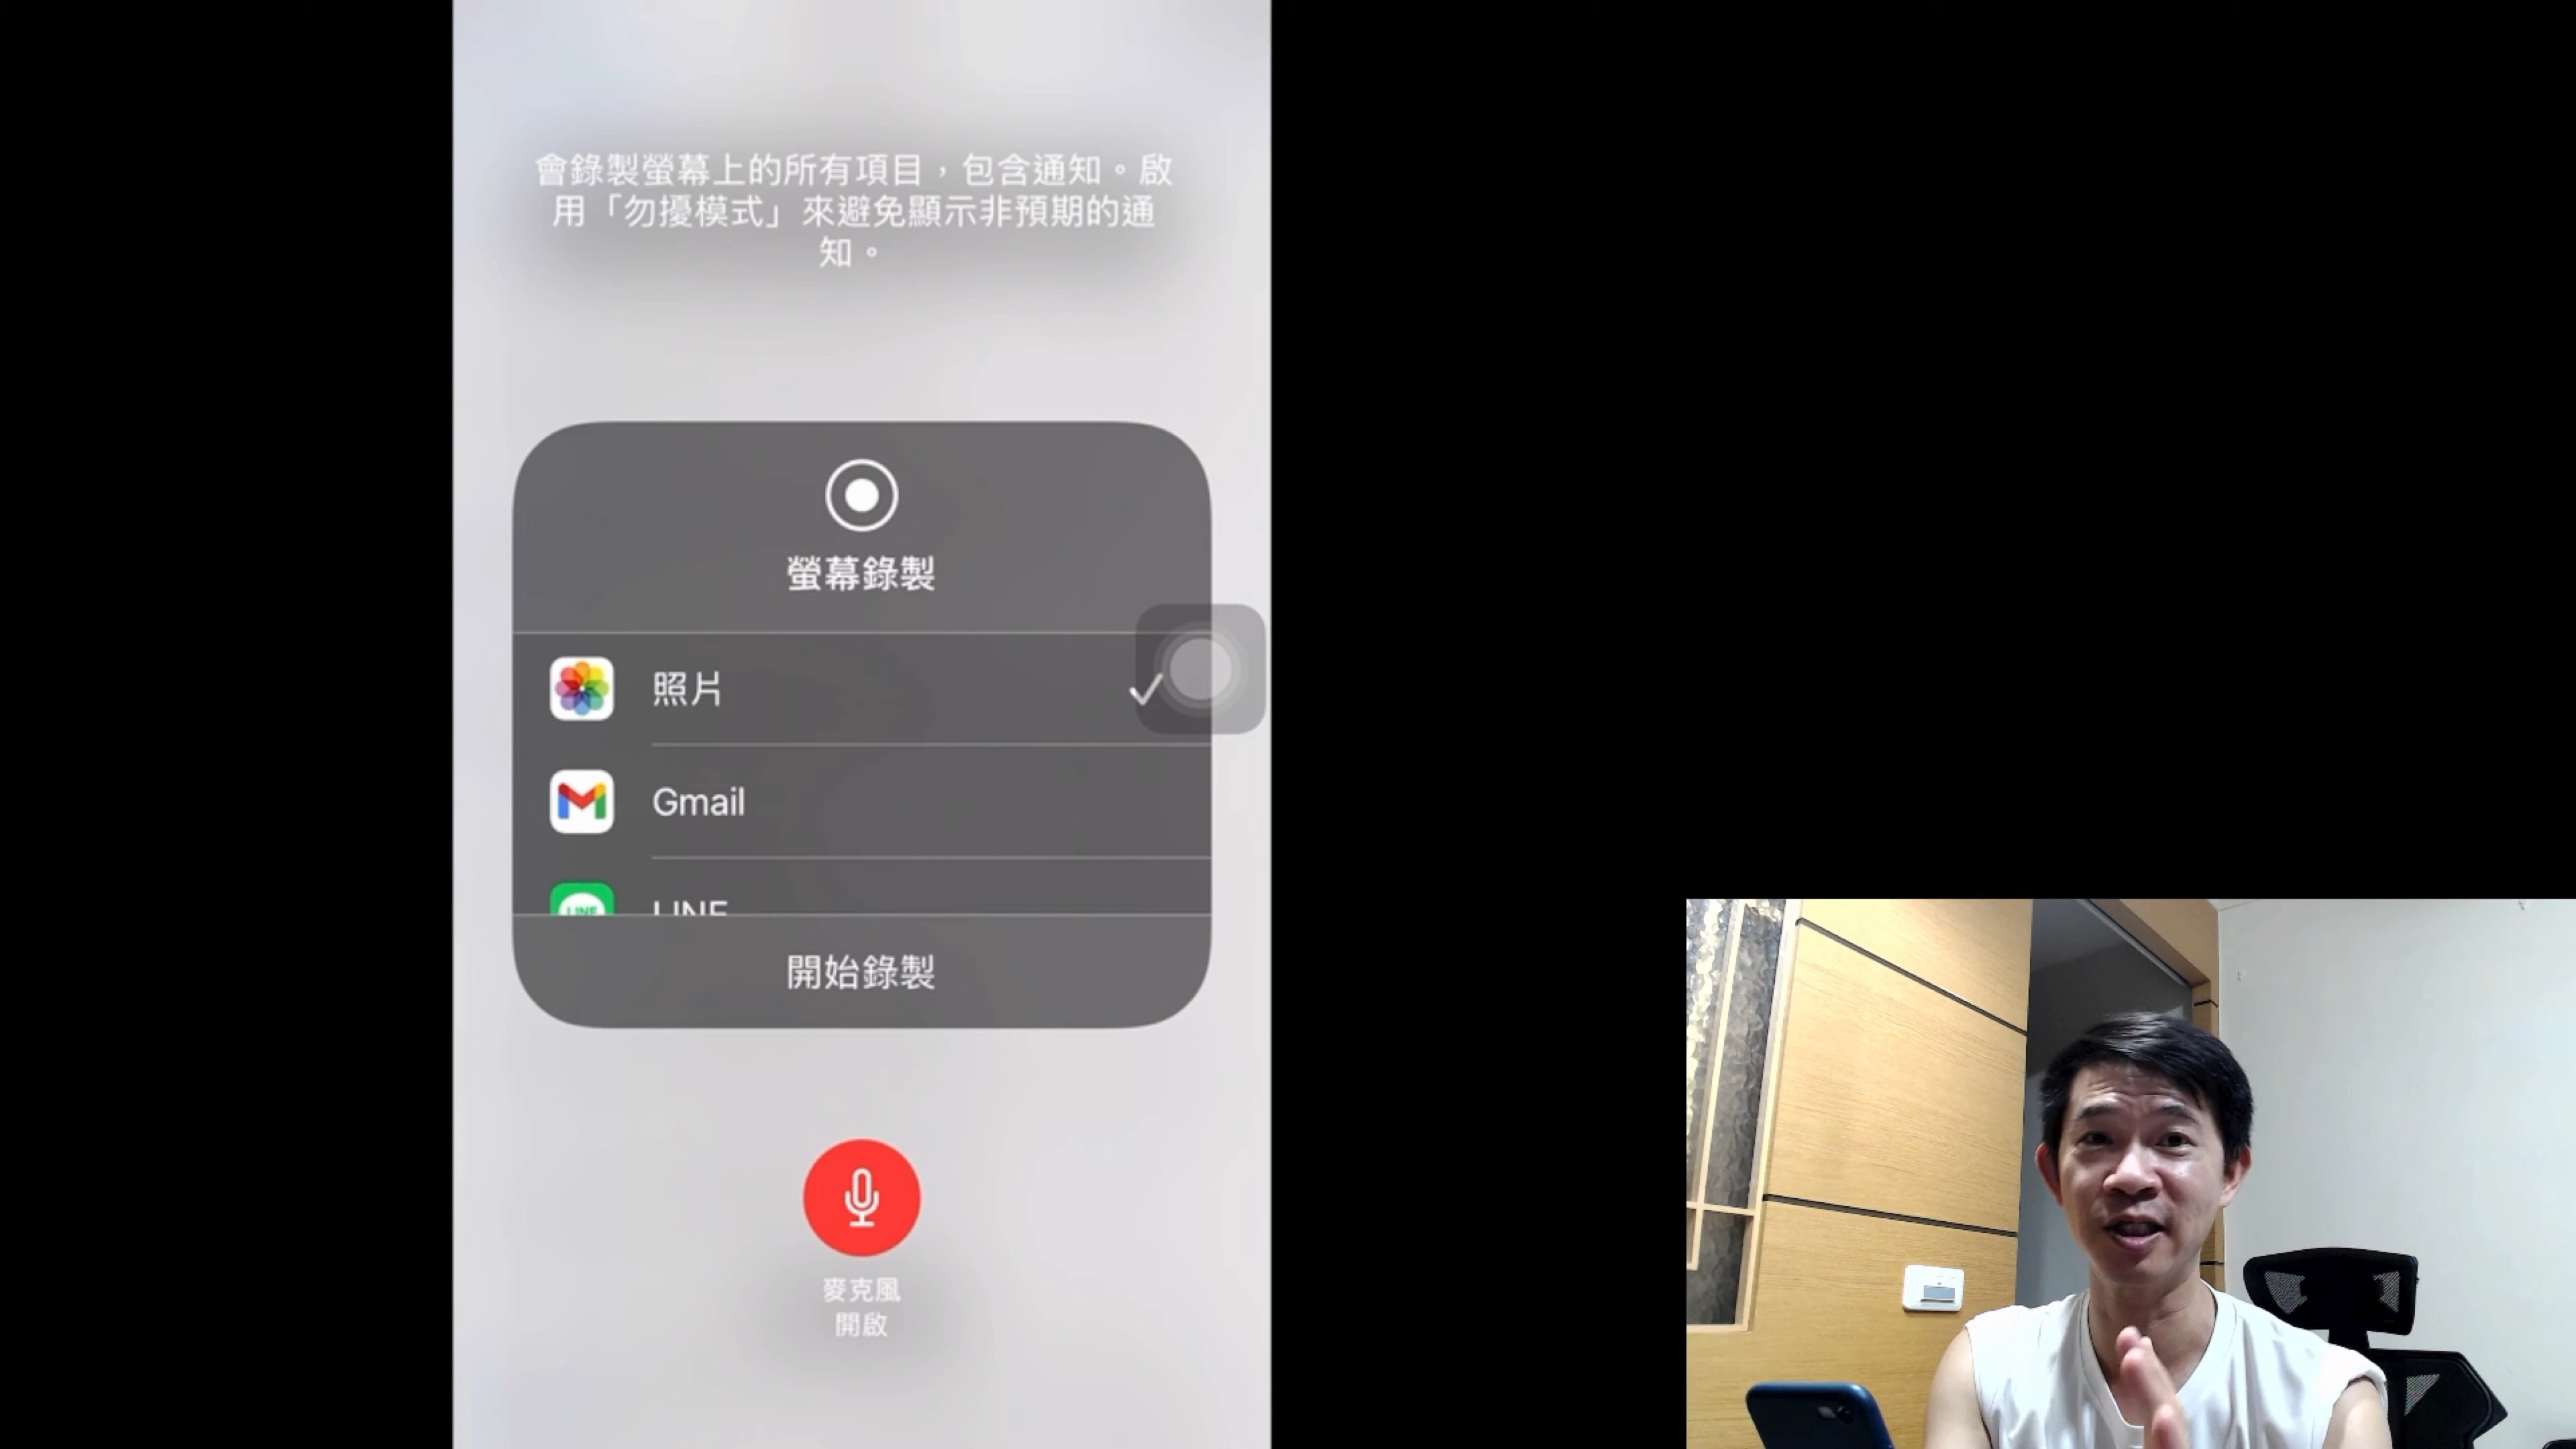 會錄製螢幕上的所有項目，包含通知。啟
用「勿擾模式」來避免顯示非預期的通
知。
螢幕錄製
照片
Gmail
LINE
開始錄製
麥克風
開啟